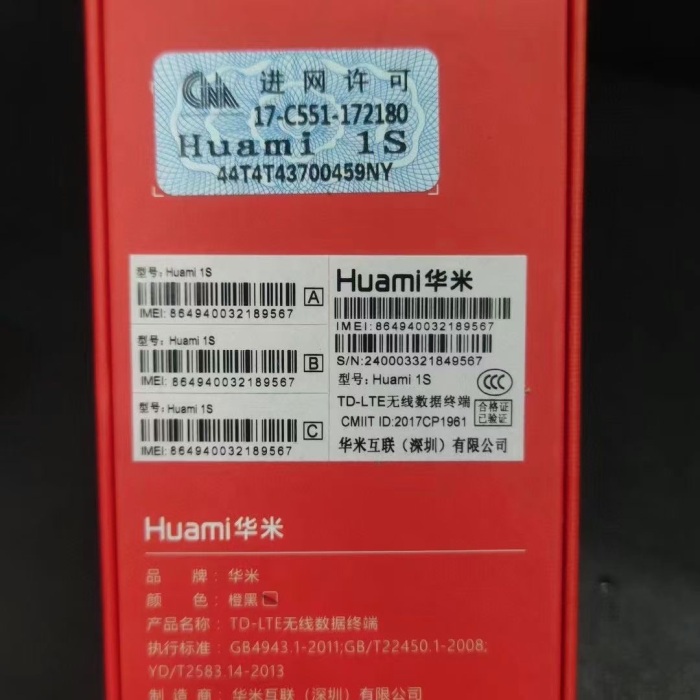 CNA 进网许可
17-C551-172180
Huami 1S
44T4T43700459NY
型号：Huami 1S
A
IMEI: 864940032189567
型号：Huami 1S
B
IMEI: 864940032189567
型号：Huami 1S
C
IMEI: 864940032189567
Huami华米
IMEI:864940032189567
S/N:240003321849567
型号：Huami 1S
CCC
TD-LTE无线数据终端
合格证
已验证
CMIIT ID:2017CP1961
华米互联（深圳）有限公司
Huami华米
品 牌：华米
颜 色：橙黑
产品名称：TD-LTE无线数据终端
执行标准：GB4943.1-2011;GB/T22450.1-2008;
YD/T2583.14-2013
制 造 商：华米互联（深圳）有限公司